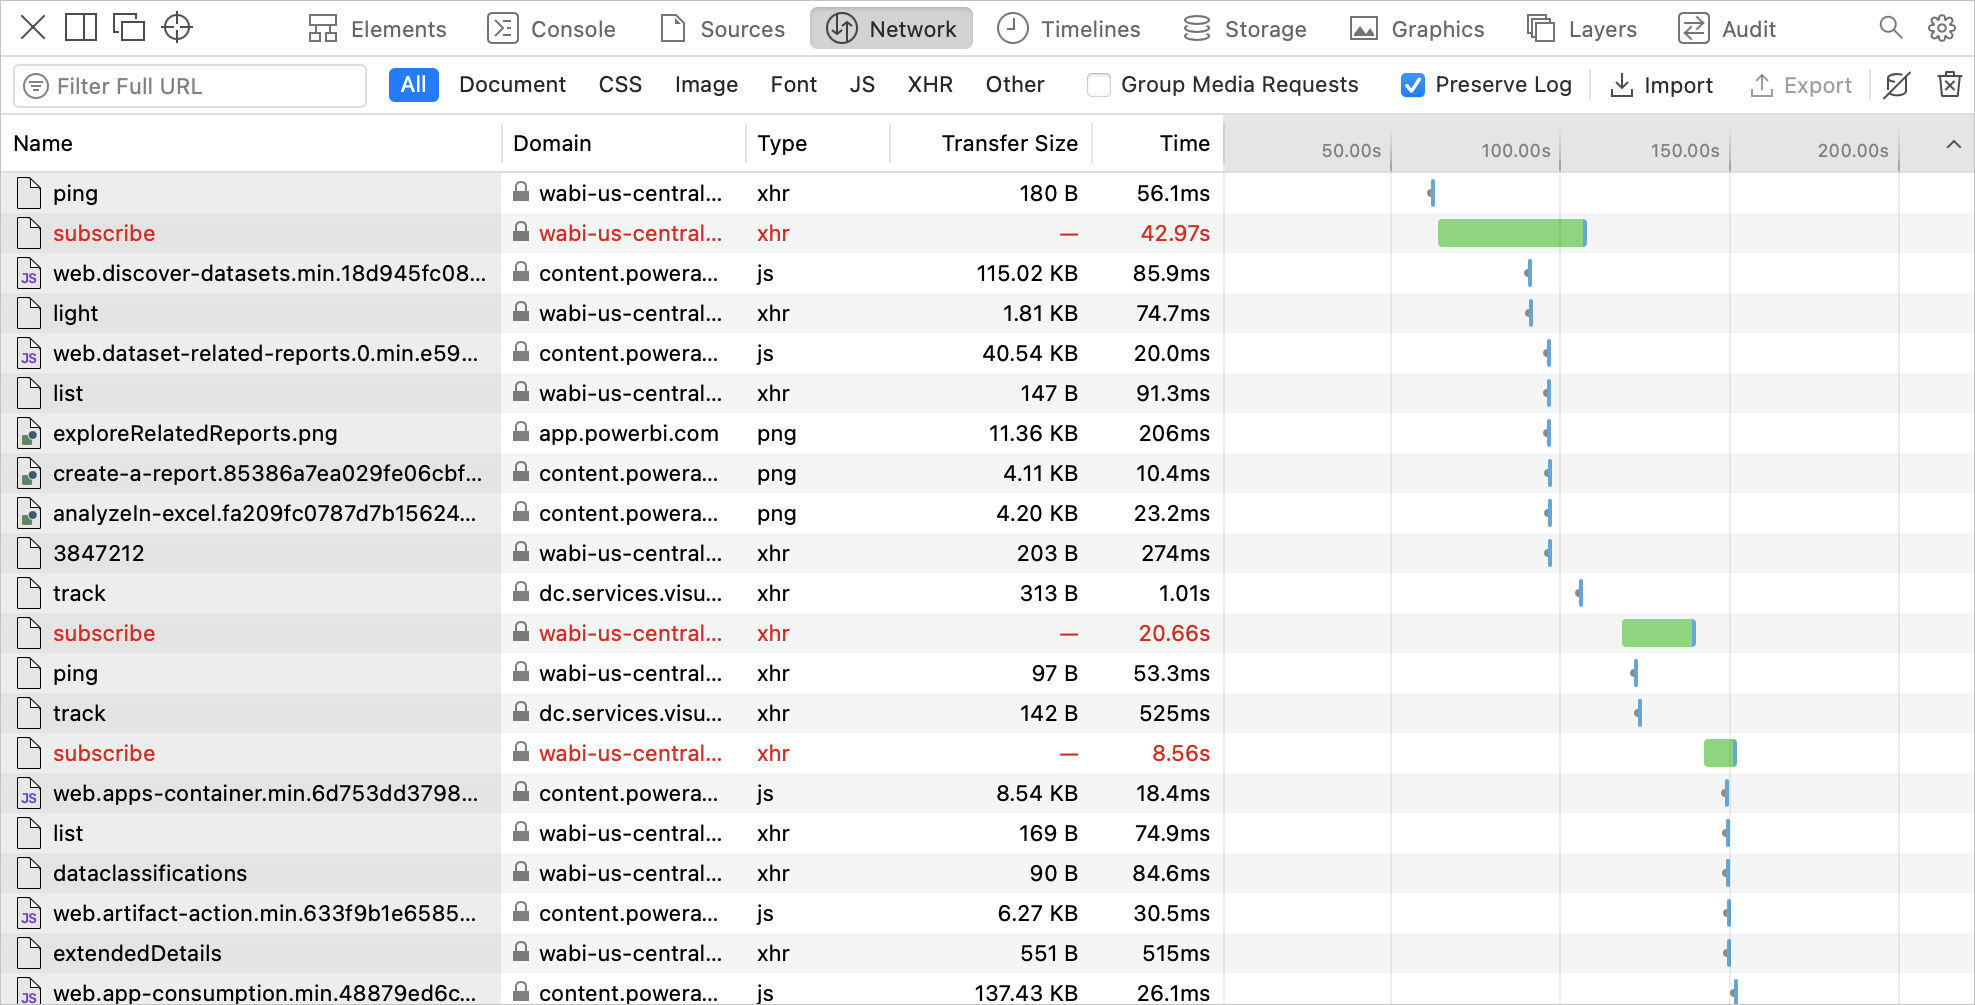 Elements Console Sources Network Timelines Storage Graphics Layers Audit
Filter Full URL All Document CSS Image Font JS XHR Other Group Media Requests Preserve Log Import Export
Name Domain Type Transfer Size Time 50.00s 100.00s 150.00s 200.00s
ping wabi-us-central... xhr 180 B 56.1ms
subscribe wabi-us-central... xhr — 42.97s
JS web.discover-datasets.min.18d945fc08... content.powera... js 115.02 KB 85.9ms
light wabi-us-central... xhr 1.81 KB 74.7ms
JS web.dataset-related-reports.0.min.e59... content.powera... js 40.54 KB 20.0ms
list wabi-us-central... xhr 147 B 91.3ms
exploreRelatedReports.png app.powerbi.com png 11.36 KB 206ms
create-a-report.85386a7ea029fe06cbf... content.powera... png 4.11 KB 10.4ms
analyzeIn-excel.fa209fc0787d7b15624... content.powera... png 4.20 KB 23.2ms
3847212 wabi-us-central... xhr 203 B 274ms
track dc.services.visu... xhr 313 B 1.01s
subscribe wabi-us-central... xhr — 20.66s
ping wabi-us-central... xhr 97 B 53.3ms
track dc.services.visu... xhr 142 B 525ms
subscribe wabi-us-central... xhr — 8.56s
JS web.apps-container.min.6d753dd3798... content.powera... js 8.54 KB 18.4ms
list wabi-us-central... xhr 169 B 74.9ms
dataclassifications wabi-us-central... xhr 90 B 84.6ms
JS web.artifact-action.min.633f9b1e6585... content.powera... js 6.27 KB 30.5ms
extendedDetails wabi-us-central... xhr 551 B 515ms
JS web.app-consumption.min.48879ed6c... content.powera... js 137.43 KB 26.1ms